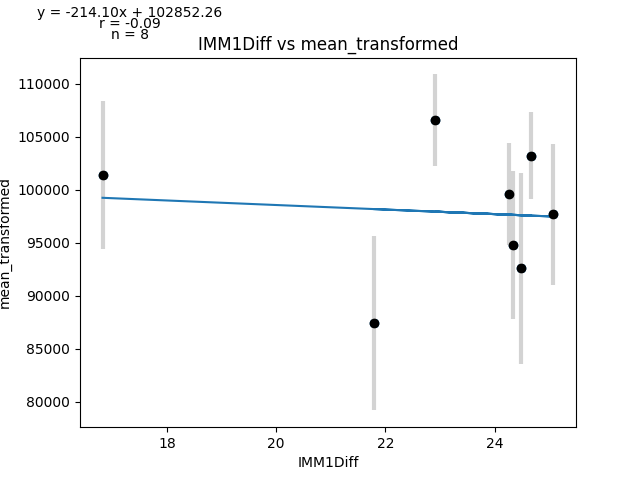 y = -214.10x + 102852.26
r = -0.09
n = 8
IMM1Diff vs mean_transformed
110000
105000
100000
95000
90000
85000
80000
mean_transformed
18
20
22
24
IMM1Diff